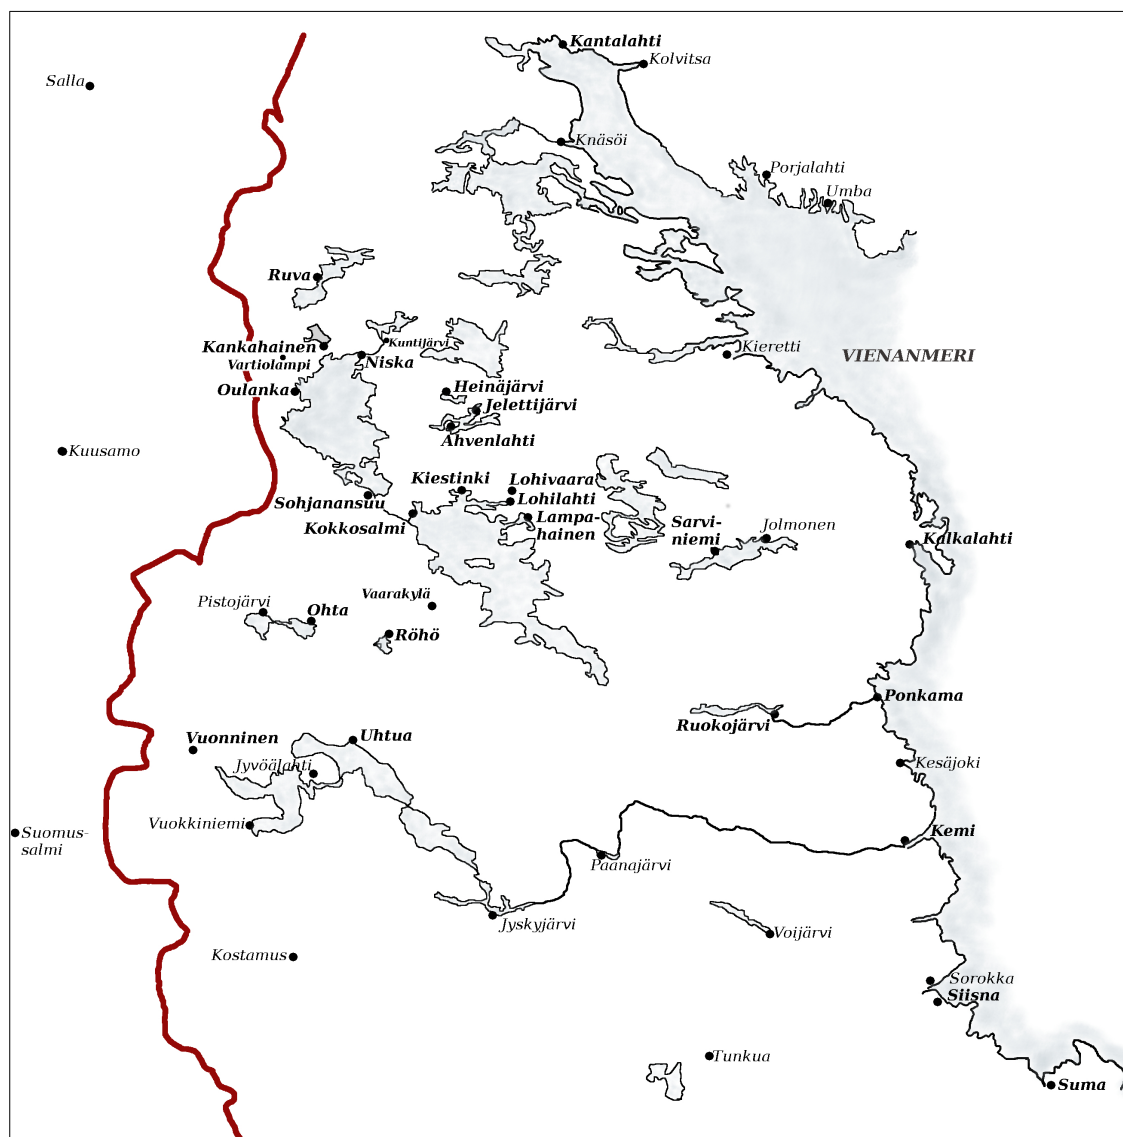 Kantalahti
Kolvitsa
Salla
Knäsöi
Porjalahti
Umba
Ruva
Kuntijärvi
Kankahainen
VIENANMERI
Kieretti
Vartiolampi
Niska
Oulanka
Heinäjärvi
Jelettijärvi
Ahvenlahti
Kuusamo
Kiestinki
Lohivaara
Sohjanansuu
Lohilahti
Kokkosalmi
Lampa-
hainen
Sarvi-
niemi
Jolmonen
Kalkalahti
Vaarakylä
Pistojärvi
Ohta
Röhö
Ponkama
Ruokojärvi
Vuonninen
Uhtua
Jyvöälahti
Kesäjoki
Vuokkiniemi
Suomus-
salmi
Kemi
Paanajärvi
Jyskyjärvi
Voijärvi
Kostamus
Sorokka
Siisna
Tunkua
Suma